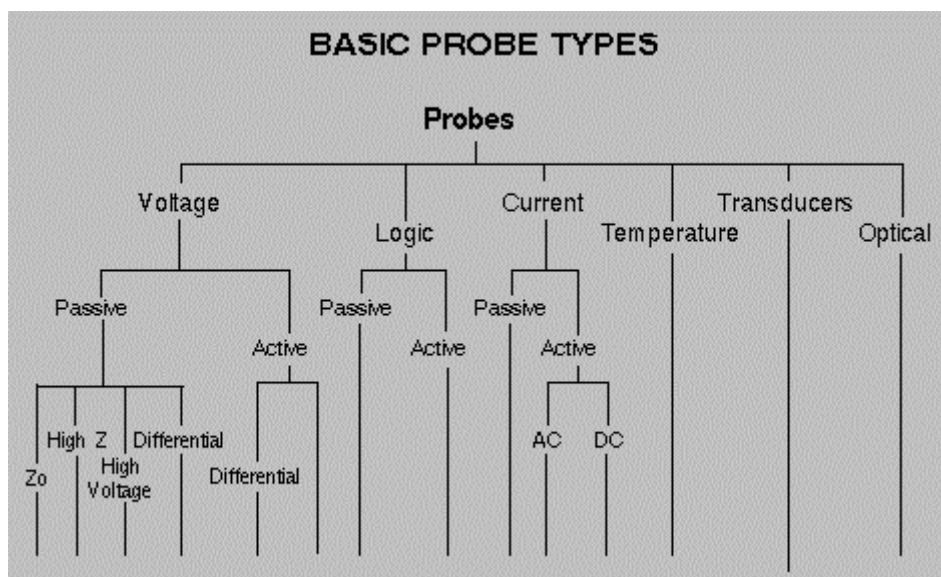 BASIC PROBE TYPES
Probes
Voltage
Logic
Current
Temperature
Transducers
Optical
Passive
Active
Passive
Active
Passive
Active
Zo
High Z
High
Voltage
Differential
Differential
AC
DC